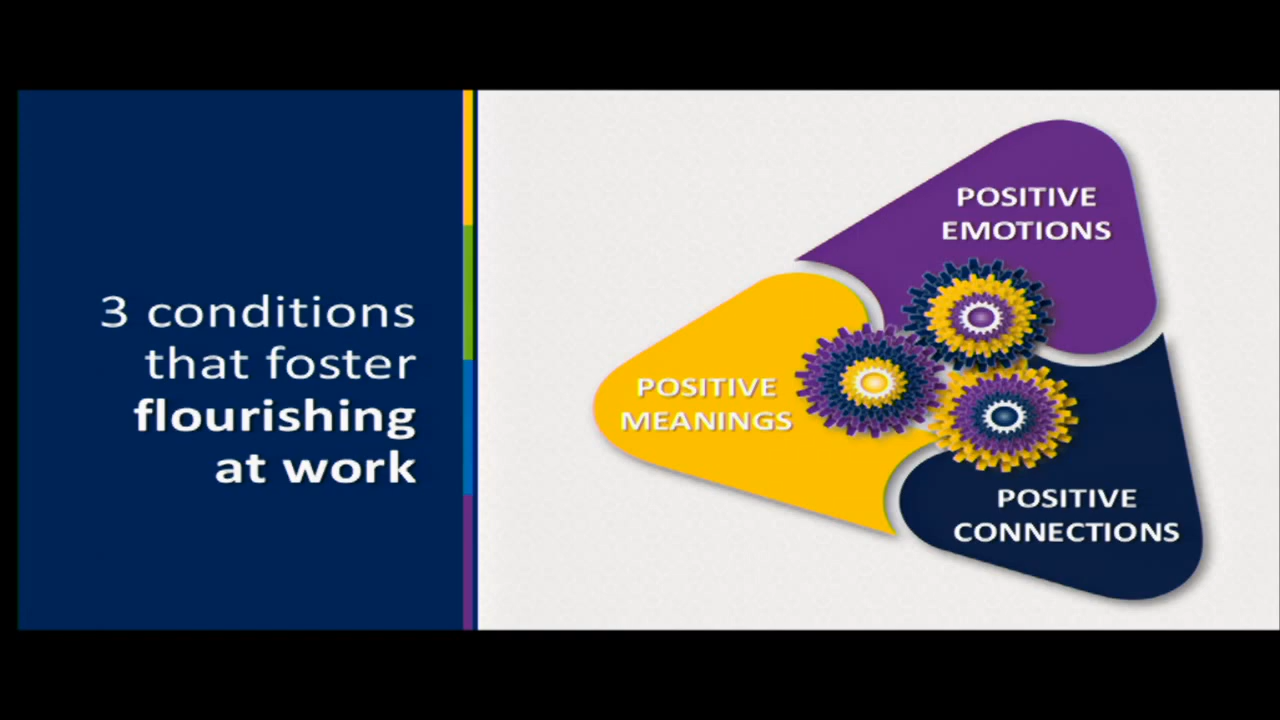 3 conditions
that foster
flourishing
at work
POSITIVE
EMOTIONS
POSITIVE
MEANINGS
POSITIVE
CONNECTIONS